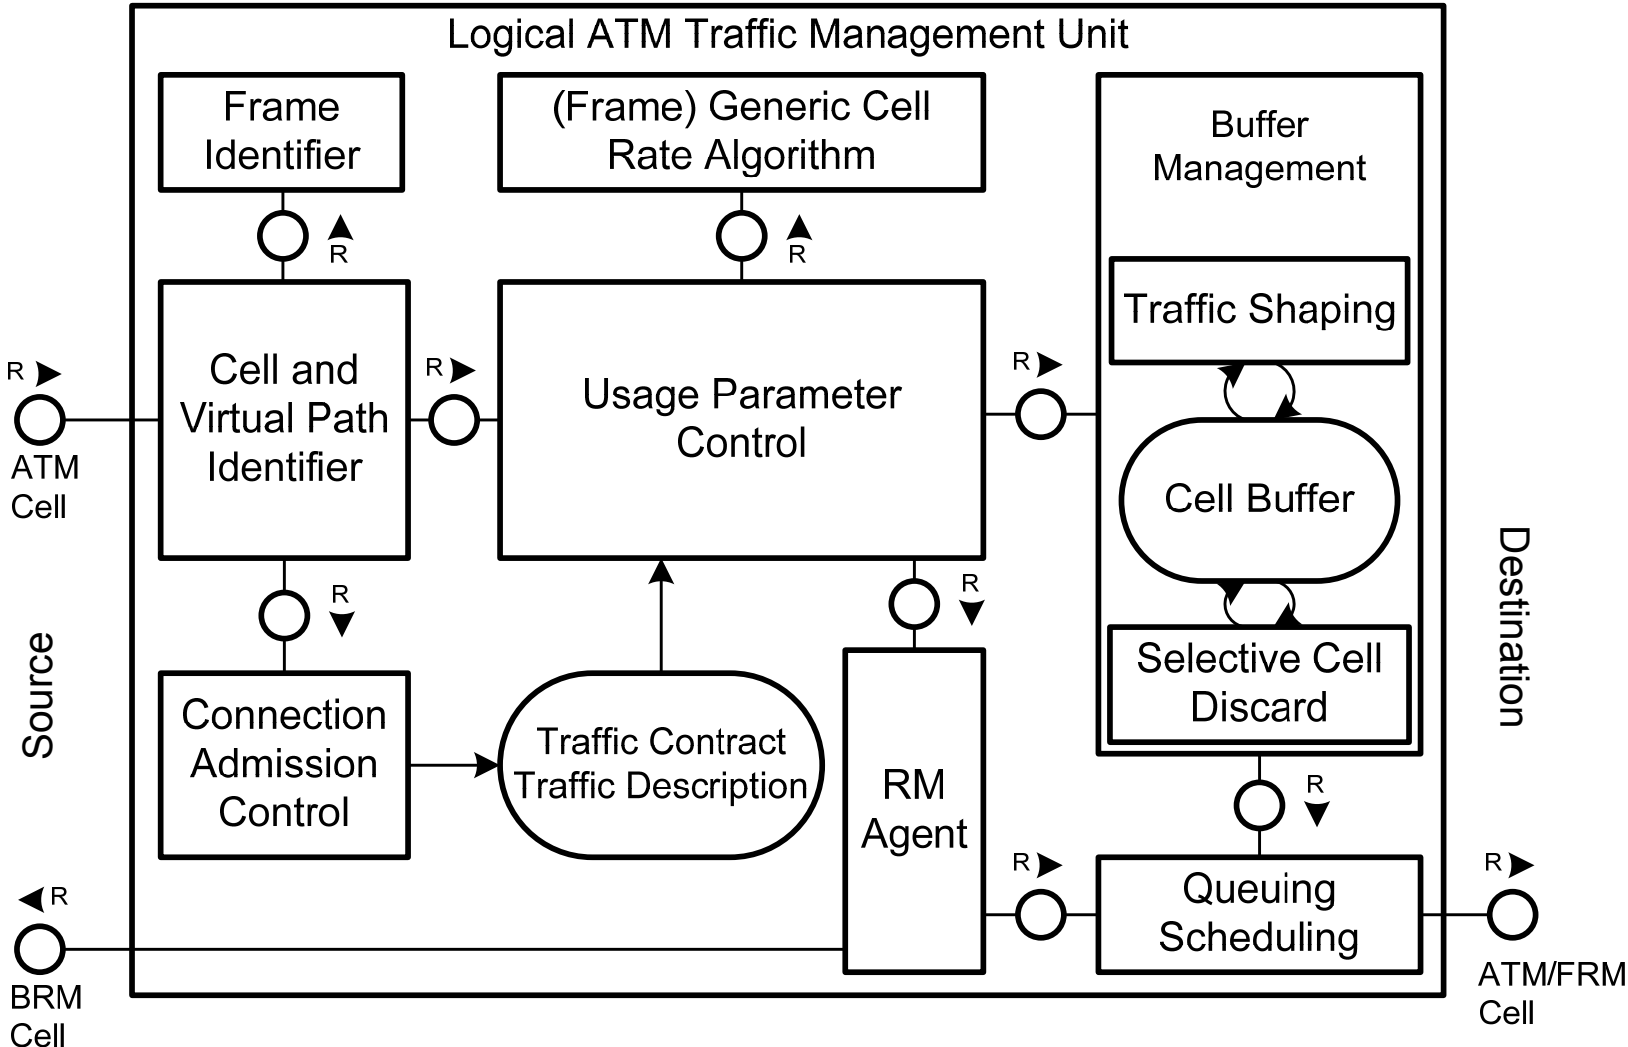 Logical ATM Traffic Management Unit
Frame
Identifier
(Frame) Generic Cell
Rate Algorithm
Buffer
Management
R
R
Traffic Shaping
R
Cell and
Virtual Path
Identifier
R
Usage Parameter
Control
R
ATM
Cell
Cell Buffer
Destination
R
R
Source
Selective Cell
Discard
Connection
Admission
Control
Traffic Contract
Traffic Description
RM
Agent
R
R
Queuing
Scheduling
R
R
BRM
Cell
ATM/FRM
Cell